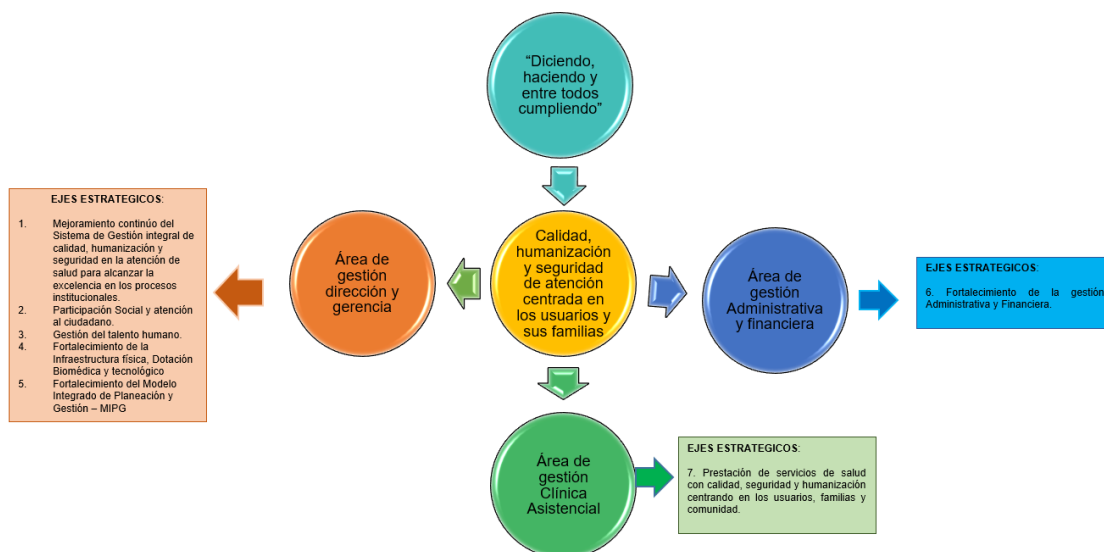 “Diciendo,
haciendo y
entre todos
cumpliendo”
EJES ESTRATEGICOS:
1. Mejoramiento continúo del
Sistema de Gestión integral de
calidad, humanización y
seguridad en la atención de
salud para alcanzar la
excelencia en los procesos
institucionales.
2. Participación Social y atención
al ciudadano.
3. Gestión del talento humano.
4. Fortalecimiento de la
Infraestructura física, Dotación
Biomédica y tecnológico
5. Fortalecimiento del Modelo
Integrado de Planeación y
Gestión – MIPG
Área de
gestión
dirección y
gerencia
Calidad,
humanización
y seguridad
de atención
centrada en
los usuarios y
sus familias
Área de
gestión
Administrativa
y financiera
EJES ESTRATEGICOS:
6. Fortalecimiento de la gestión
Administrativa y Financiera.
Área de
gestión
Clínica
Asistencial
EJES ESTRATEGICOS:
7. Prestación de servicios de salud
con calidad, seguridad y humanización
centrando en los usuarios, familias y
comunidad.